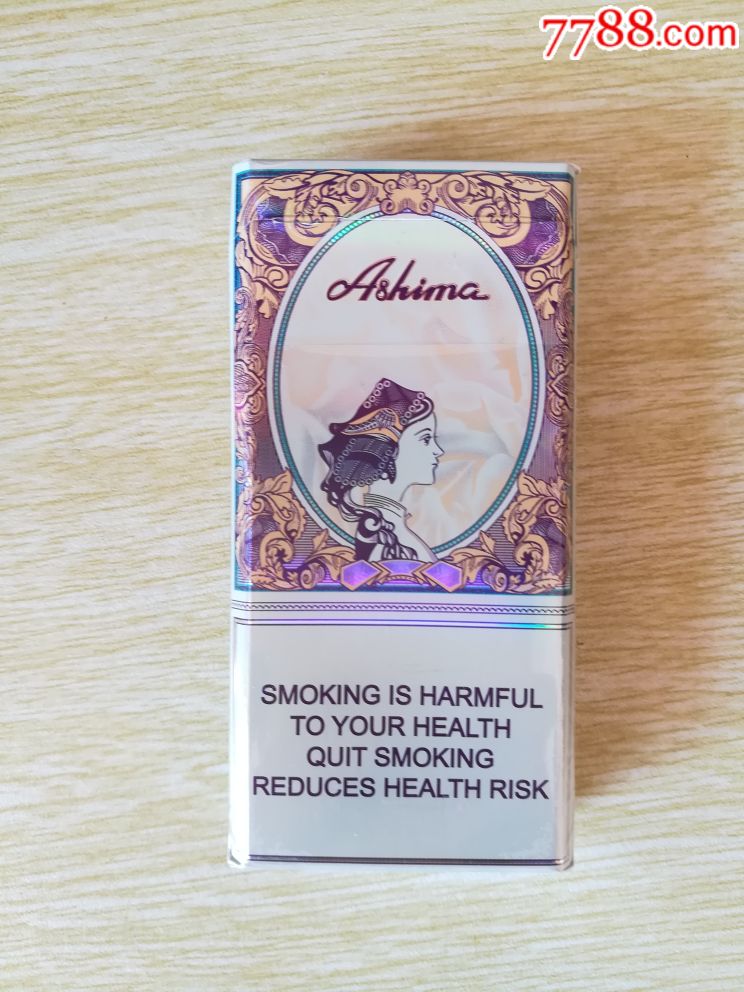 7788.com
Ashima
SMOKING IS HARMFUL
TO YOUR HEALTH
QUIT SMOKING
REDUCES HEALTH RISK